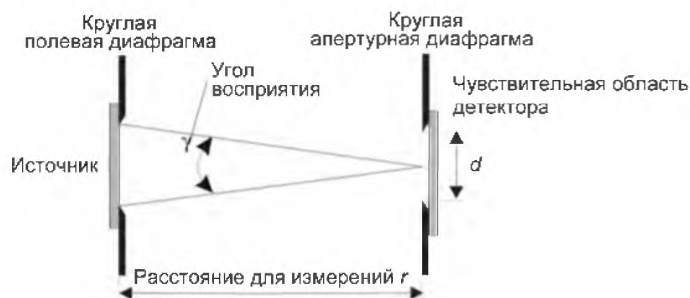 Круглая
полевая диафрагма
Круглая
апертурная диафрагма
Угол
восприятия
Чувствительная область
детектора
γ
Источник
d
Расстояние для измерений r